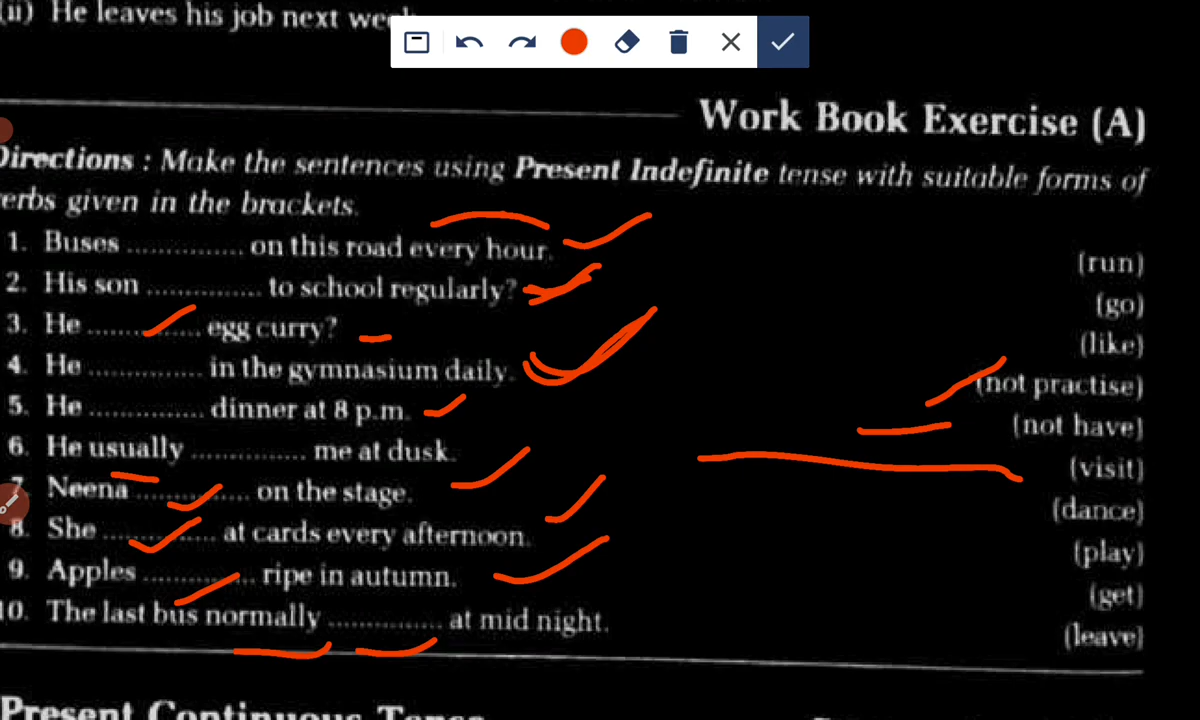 (ii) He leaves his job next week
Work Book Exercise (A)
Directions : Make the sentences using Present Indefinite tense with suitable forms of
verbs given in the brackets.
1. Buses ................ on this road every hour. (run)
2. His son ................ to school regularly? (go)
3. He ................ egg curry? (like)
4. He ................ in the gymnasium daily. (not practise)
5. He ................ dinner at 8 p.m. (not have)
6. He usually ................ me at dusk. (visit)
7. Neena ................ on the stage. (dance)
8. She ................ at cards every afternoon. (play)
9. Apples ................ ripe in autumn. (get)
10. The last bus normally ................ at mid night. (leave)
Present Continuous Tense